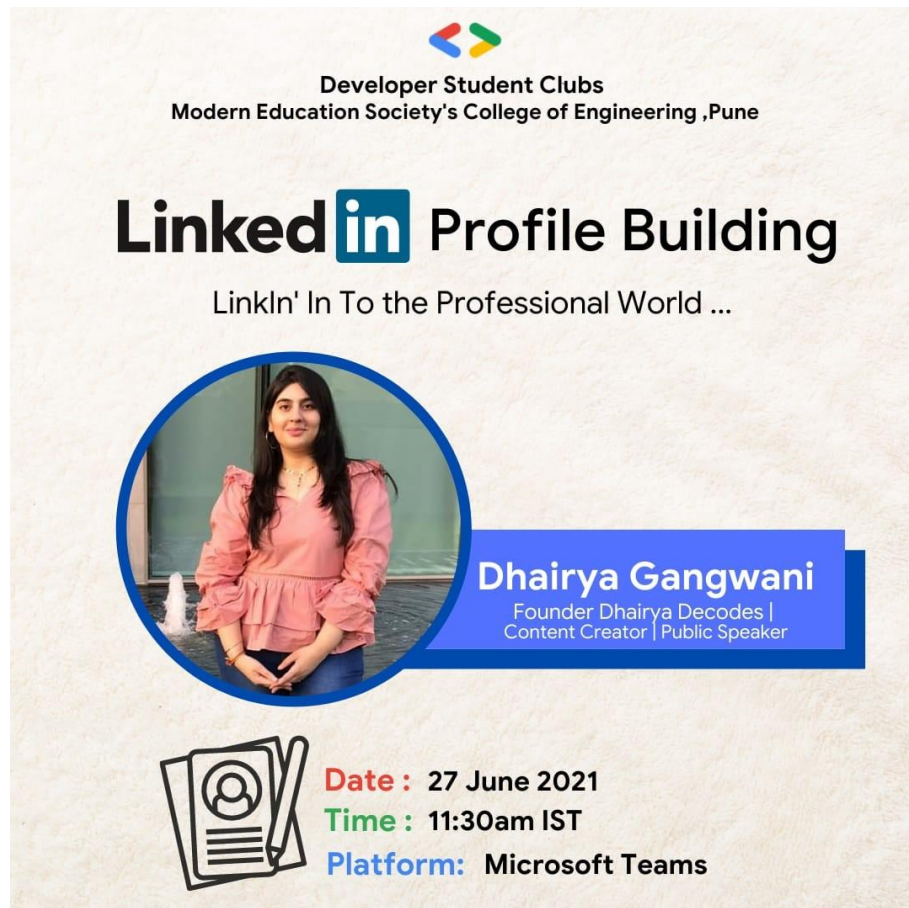 Developer Student Clubs
Modern Education Society's College of Engineering ,Pune
Linked in Profile Building
LinkIn' In To the Professional World ...
Dhairya Gangwani
Founder Dhairya Decodes |
Content Creator | Public Speaker
Date : 27 June 2021
Time : 11:30am IST
Platform: Microsoft Teams